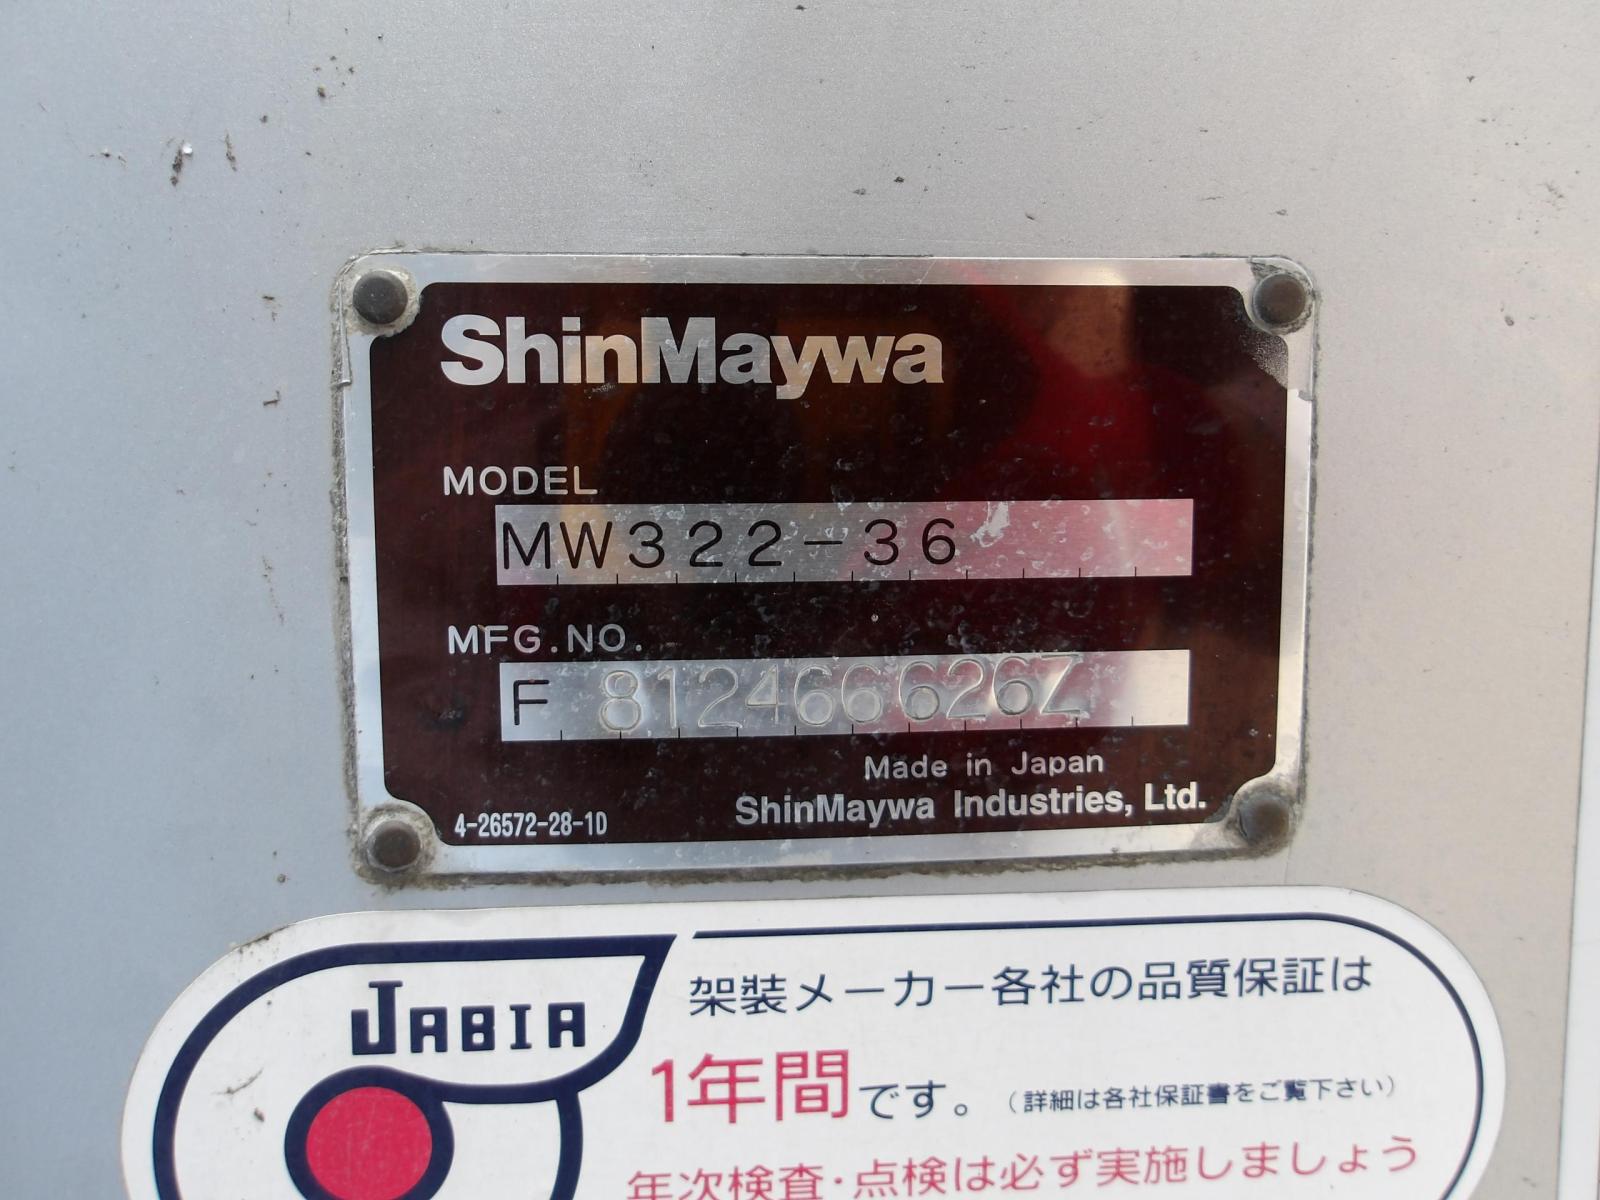 ShinMaywa
MODEL
MW322-36
MFG.NO.
F 812466626Z
Made in Japan
4-26572-28-10 ShinMaywa Industries, Ltd.
JABIA
架装メーカー各社の品質保証は
1年間です。(詳細は各社保証書をご覧下さい)
年次検査・点検は必ず実施しましょう